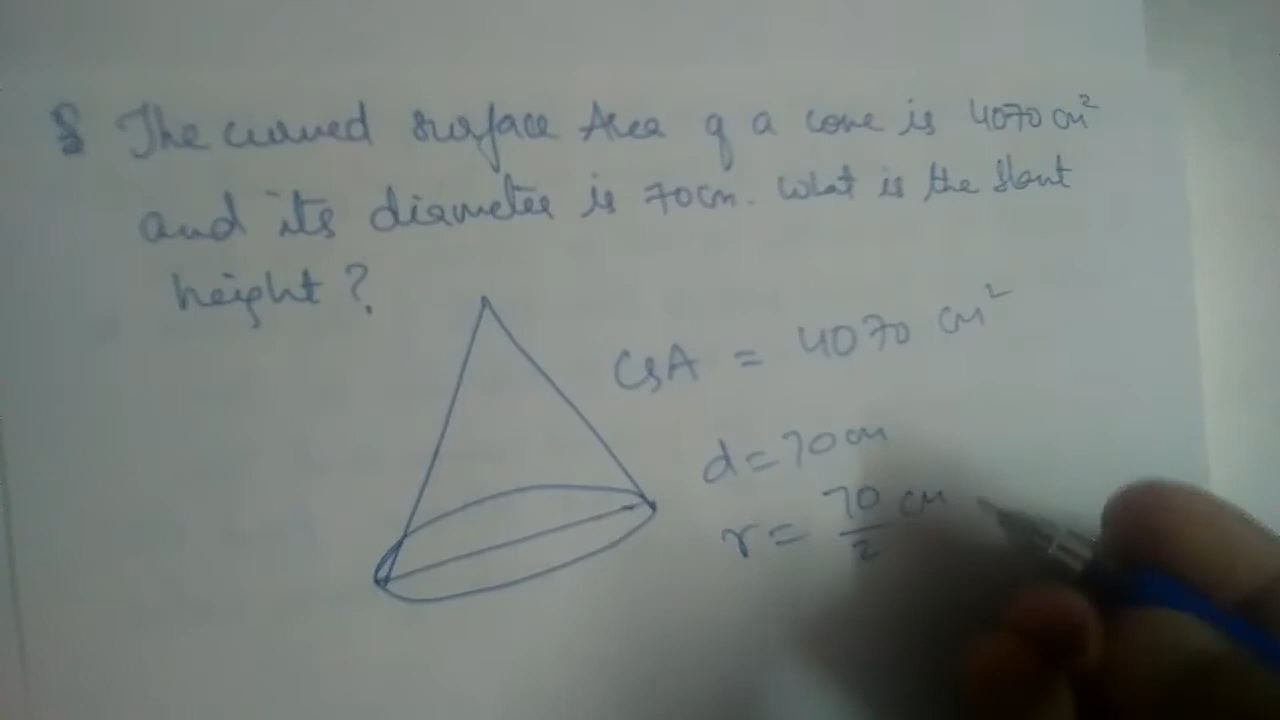 Q The curved surface Area of a cone is 4070 cm²
and its diameter is 70cm. What is the slant
height?
CSA = 4070 cm²
d = 70 cm
r = 70/2 cm